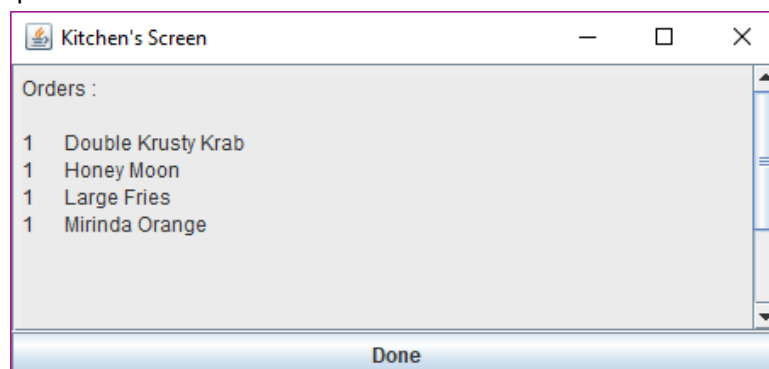 Kitchen's Screen
Orders :
1 Double Krusty Krab
1 Honey Moon
1 Large Fries
1 Mirinda Orange
Done